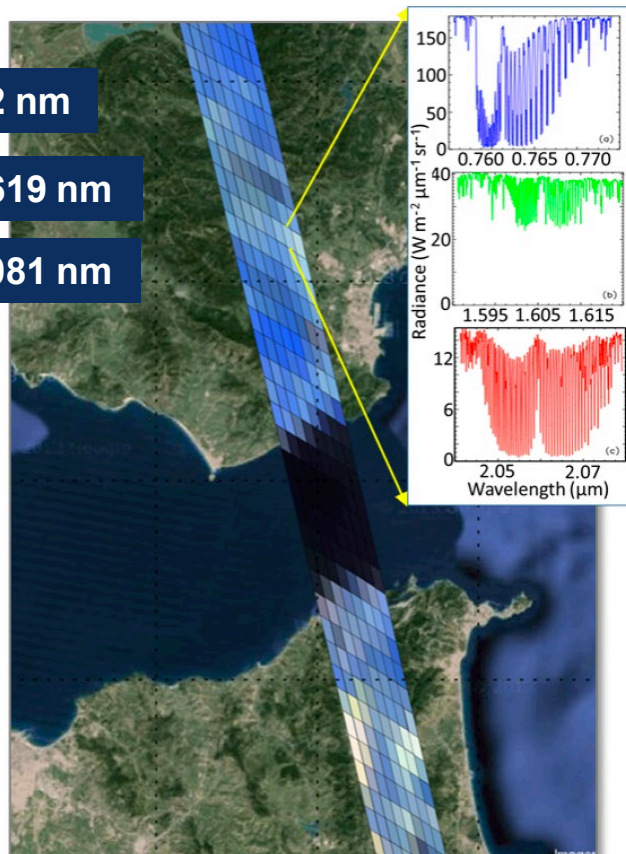 2 nm
619 nm
081 nm
Radiance (W m⁻² µm⁻¹ sr⁻¹)
150
100
50
0
(a)
0.760 0.765 0.770
40
20
0
(b)
1.595 1.605 1.615
12
6
0
(c)
2.05 2.07
Wavelength (µm)